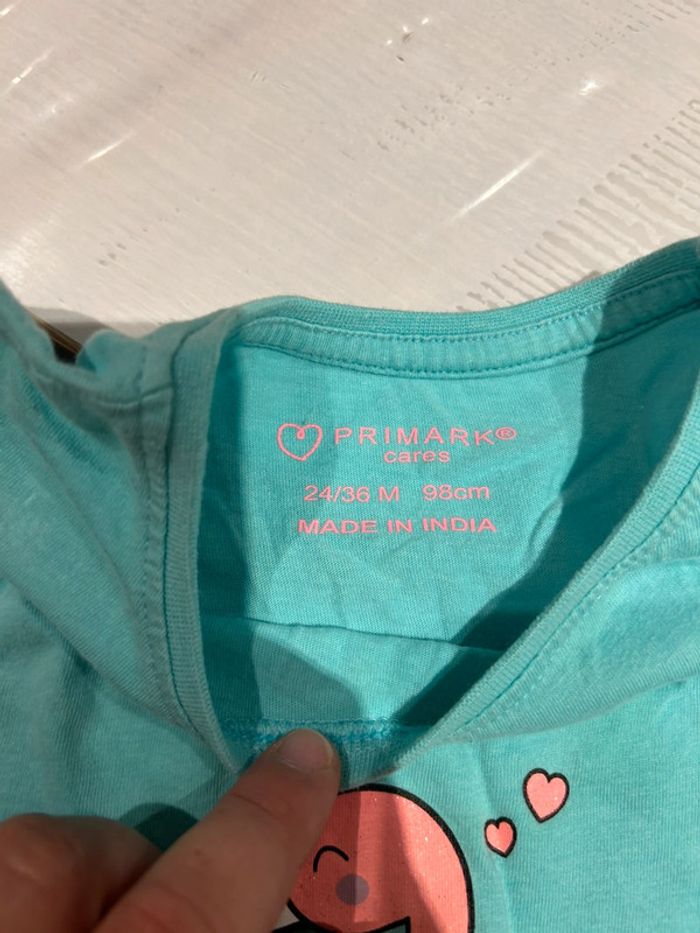 PRIMARK®
cares
24/36 M 98cm
MADE IN INDIA